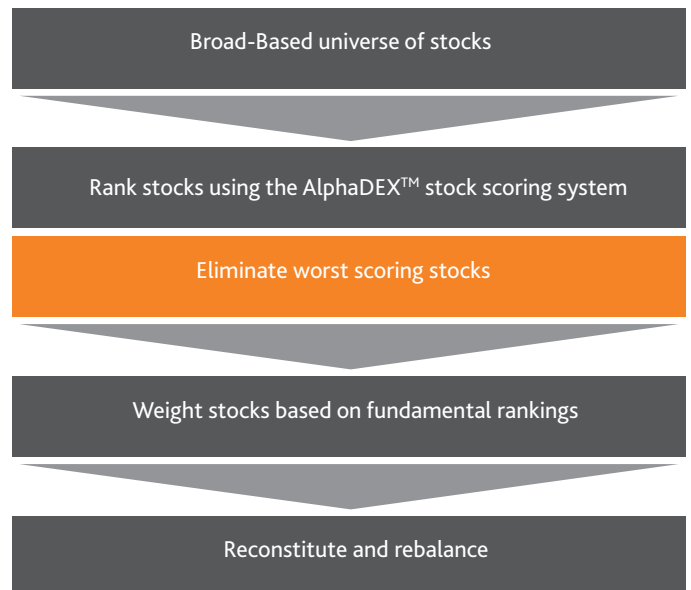 Broad-Based universe of stocks
Rank stocks using the AlphaDEX™ stock scoring system
Eliminate worst scoring stocks
Weight stocks based on fundamental rankings
Reconstitute and rebalance